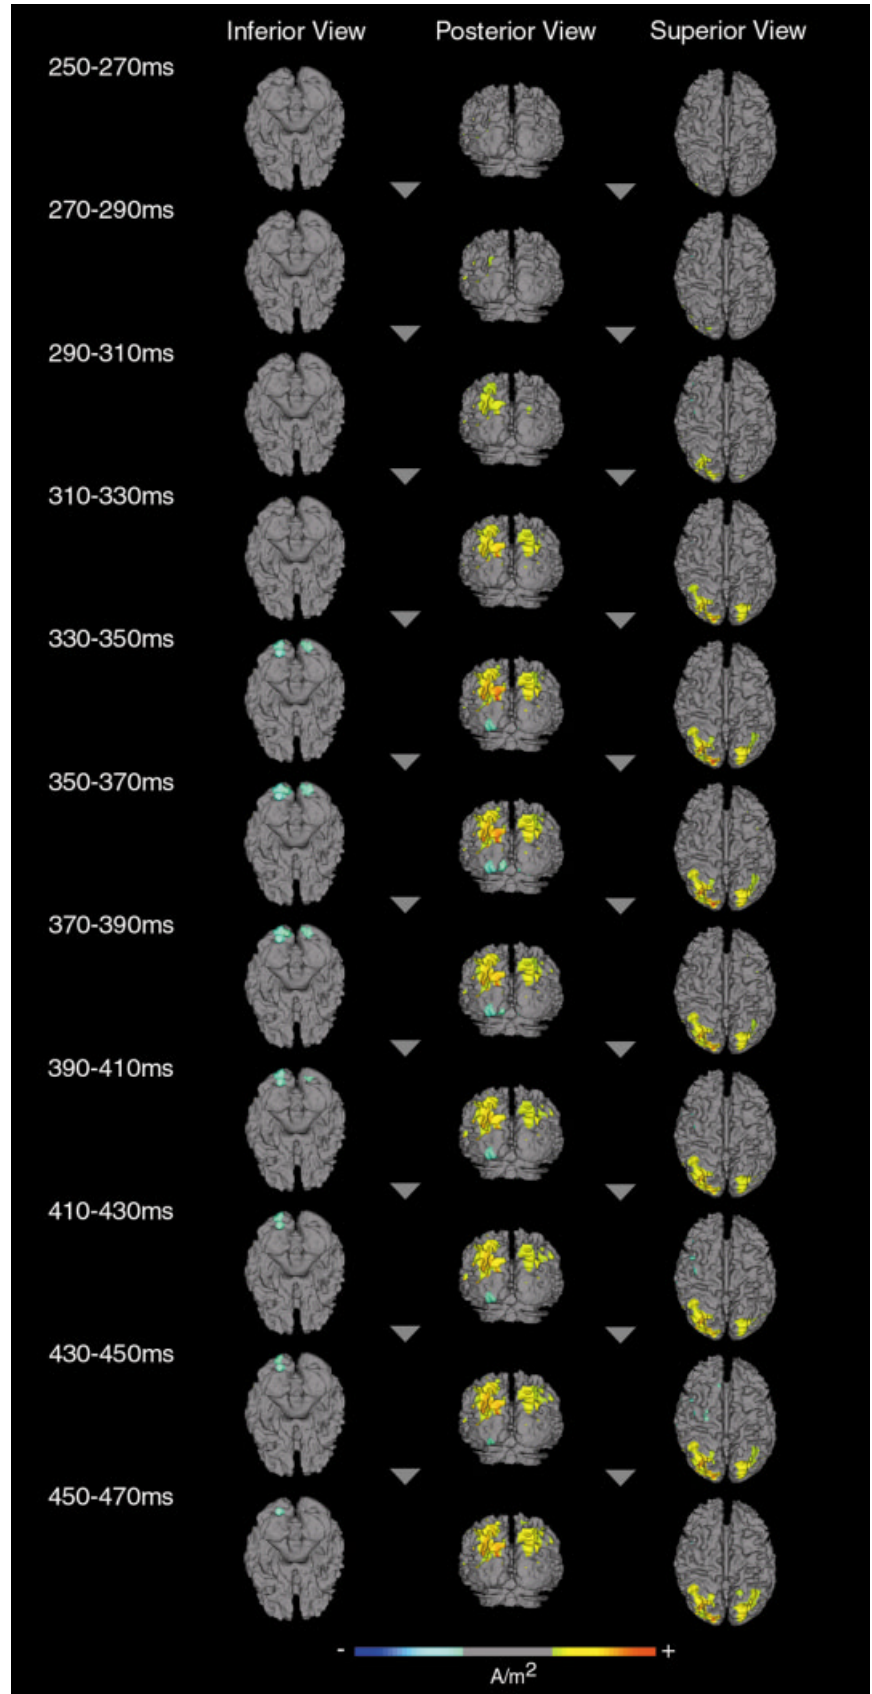 Inferior View Posterior View Superior View
250-270ms
270-290ms
290-310ms
310-330ms
330-350ms
350-370ms
370-390ms
390-410ms
410-430ms
430-450ms
450-470ms
- +
A/m²